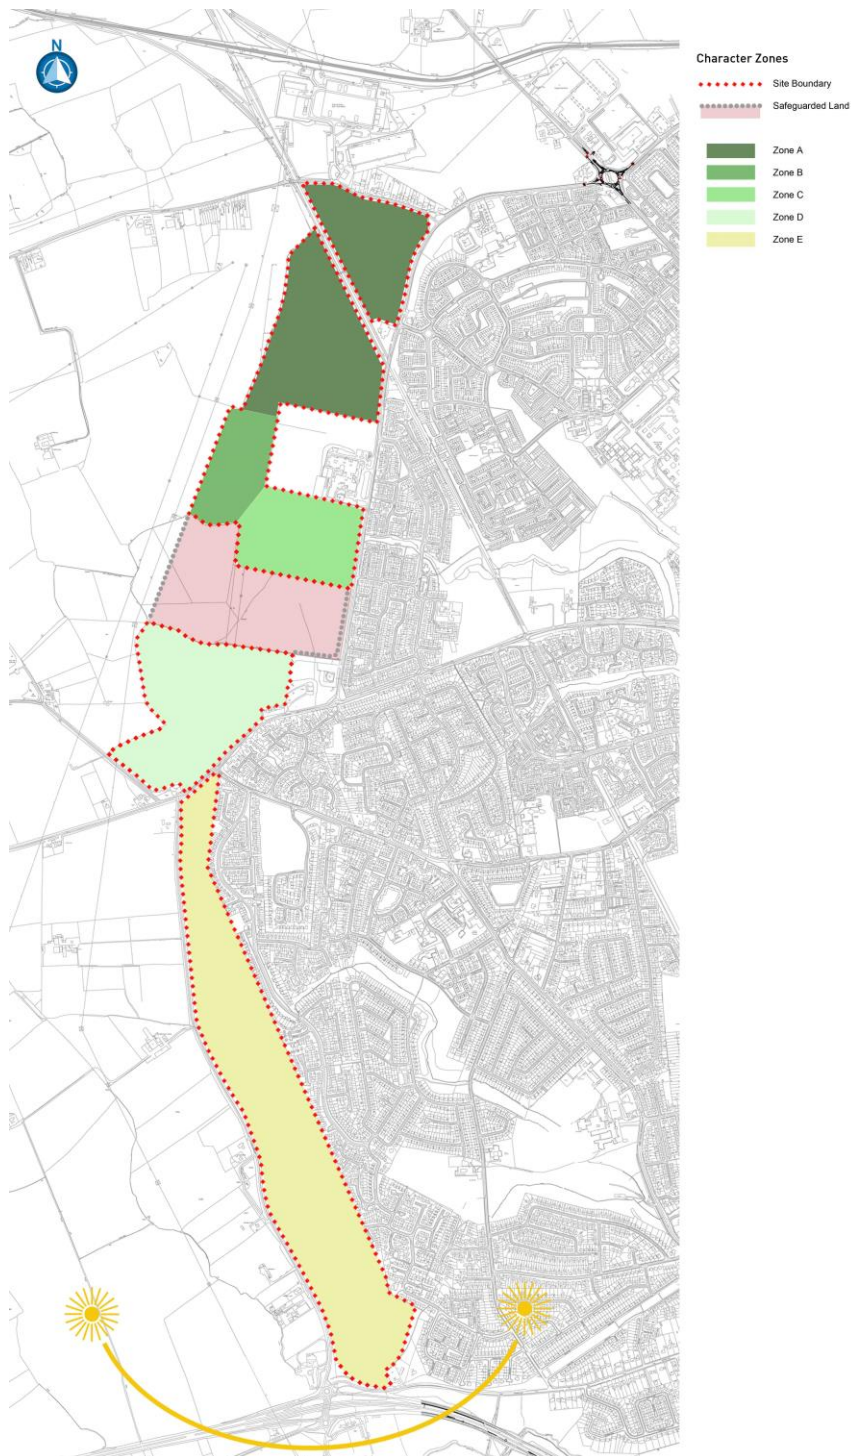 N
Character Zones
Site Boundary
Safeguarded Land
Zone A
Zone B
Zone C
Zone D
Zone E